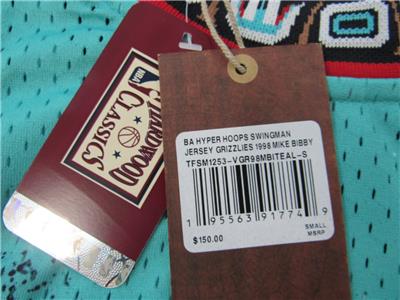 NBA
HARDWOOD
CLASSICS
BA HYPER HOOPS SWINGMAN
JERSEY GRIZZLIES 1998 MIKE BIBBY
TFSM1253-VGR98MBITEAL-S
1 95563 91774 9
SMALL
$150.00 MSRP